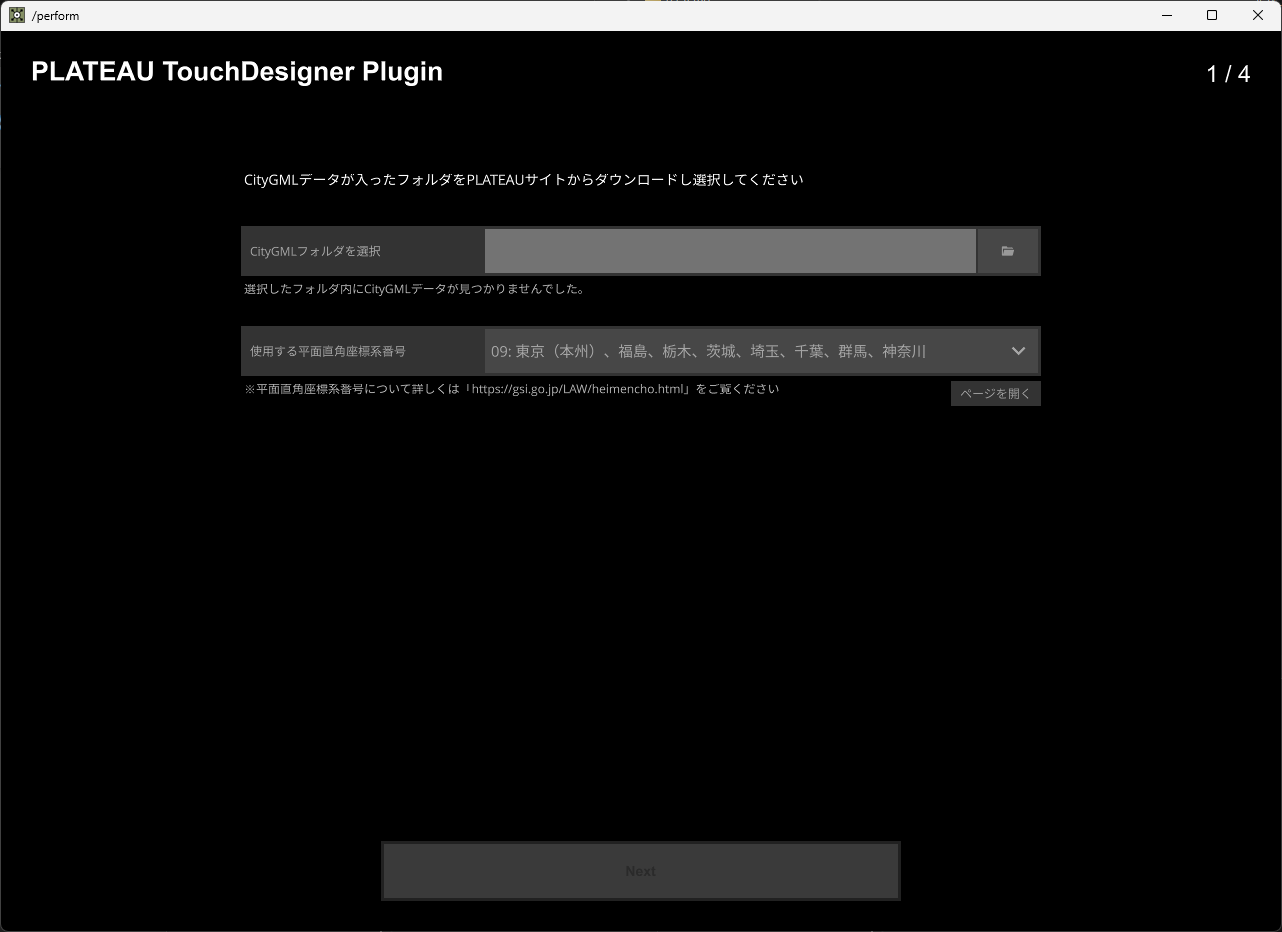 /perform
PLATEAU TouchDesigner Plugin
1 / 4
CityGMLデータが入ったフォルダをPLATEAUサイトからダウンロードし選択してください
CityGMLフォルダを選択
選択したフォルダ内にCityGMLデータが見つかりませんでした。
使用する平面直角座標系番号
09: 東京（本州）、福島、栃木、茨城、埼玉、千葉、群馬、神奈川
※平面直角座標系番号について詳しくは「https://gsi.go.jp/LAW/heimencho.html」をご覧ください
ページを開く
Next